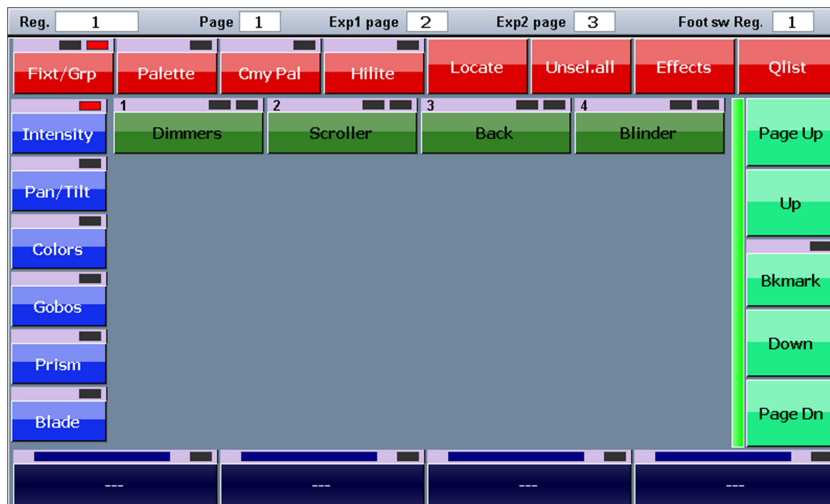 Reg. 1 Page 1 Exp1 page 2 Exp2 page 3 Foot sw Reg. 1
Fixt/Grp Palette Cmy Pal Hilite Locate Unsel.all Effects Qlist
1 2 3 4
Intensity Dimmers Scroller Back Blinder Page Up
Pan/Tilt Up
Colors
Bkmark
Gobos
Down
Prism
Page Dn
Blade
--- --- --- ---